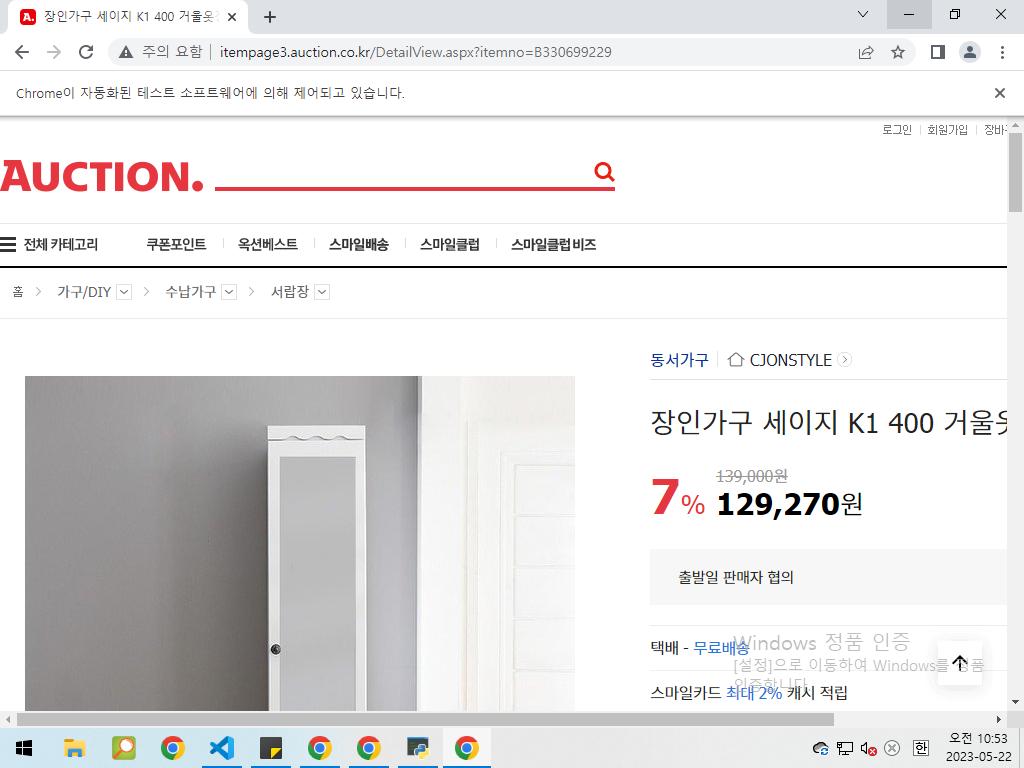 장인가구 세이지 K1 400 거울옷
주의 요함
itempage3.auction.co.kr/DetailView.aspx?itemno=B330699229
Chrome이 자동화된 테스트 소프트웨어에 의해 제어되고 있습니다.
로그인 회원가입 장바
AUCTION.
전체 카테고리 쿠폰포인트 옥션베스트 스마일배송 스마일클럽 스마일클럽 비즈
홈 가구/DIY 수납가구 서랍장
동서가구 CJONSTYLE
장인가구 세이지 K1 400 거울옷
139,000원
7% 129,270원
출발일 판매자 협의
택배 - 무료배송
Windows 정품 인증
[설정]으로 이동하여 Windows를 정품
인증합니다.
스마일카드 최대 2% 캐시 적립
한
오전 10:53
2023-05-22